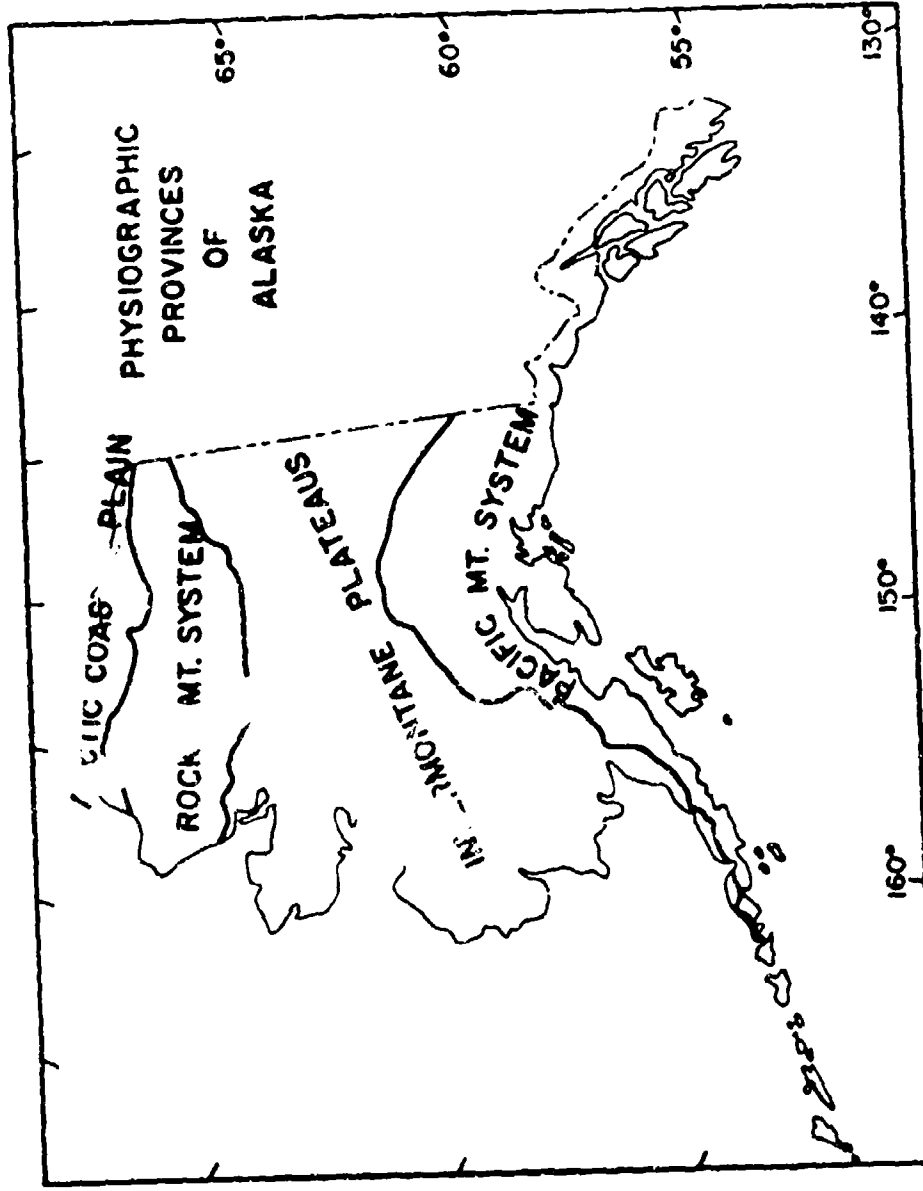 PHYSIOGRAPHIC
PROVINCES
OF
ALASKA
COAS PLAIN
ROCK MT. SYSTEM
PLATEAUS
PACIFIC MT. SYSTEM
65°
60°
55°
160°
150°
140°
130°